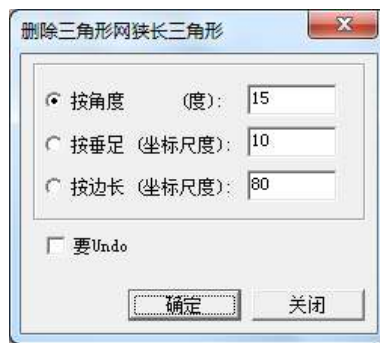 删除三角形网狭长三角形
按角度 (度): 15
按垂足 (坐标尺度): 10
按边长 (坐标尺度): 80
要Undo
确定 关闭